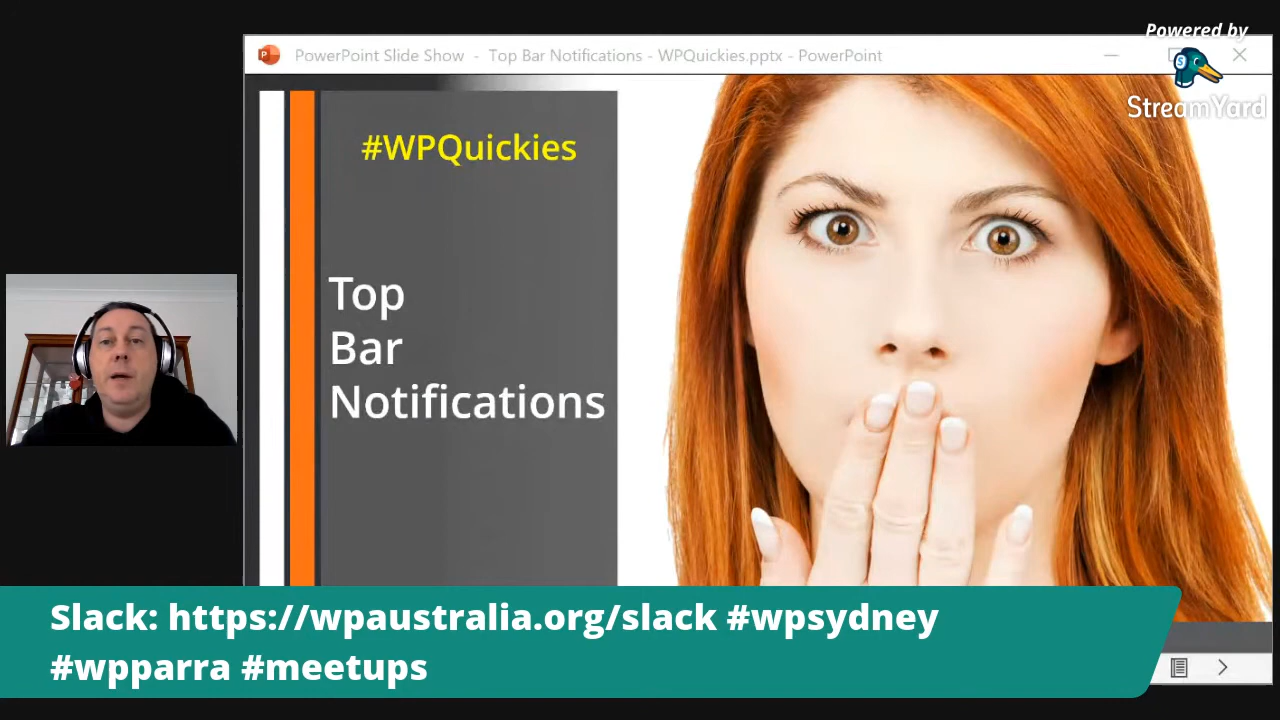 Powered by
StreamYard
PowerPoint Slide Show - Top Bar Notifications - WPQuickies.pptx - PowerPoint
#WPQuickies
Top
Bar
Notifications
Slack: https://wpaustralia.org/slack #wpsydney
#wpparra #meetups